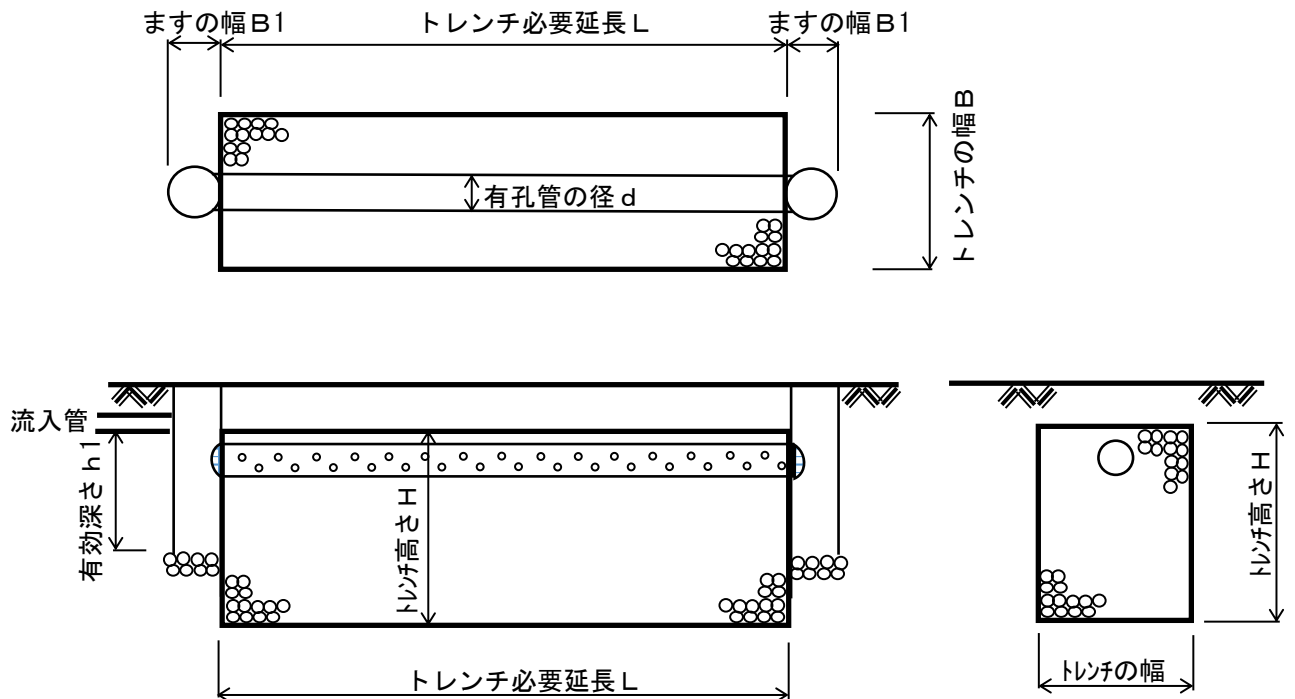 ますの幅Ｂ１
トレンチ必要延長Ｌ
ますの幅Ｂ１
有孔管の径ｄ
トレンチの幅Ｂ
流入管
有効深さｈ１
トレンチ高さＨ
トレンチ必要延長Ｌ
トレンチ高さＨ
トレンチの幅